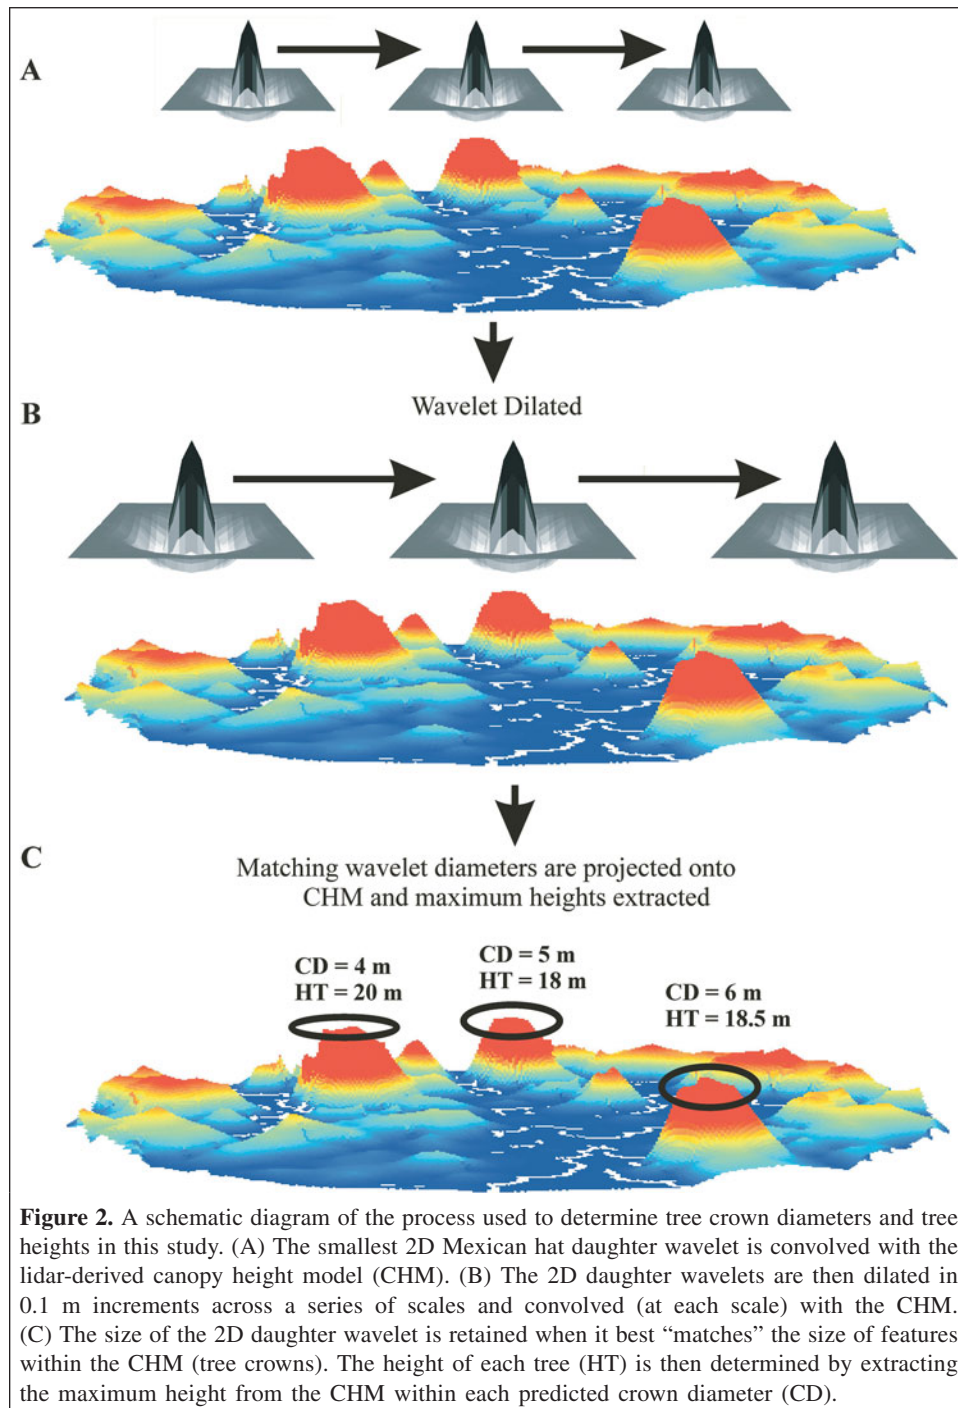 A
Wavelet Dilated
B
C
Matching wavelet diameters are projected onto
CHM and maximum heights extracted
CD = 4 m
HT = 20 m
CD = 5 m
HT = 18 m
CD = 6 m
HT = 18.5 m
Figure 2. A schematic diagram of the process used to determine tree crown diameters and tree
heights in this study. (A) The smallest 2D Mexican hat daughter wavelet is convolved with the
lidar-derived canopy height model (CHM). (B) The 2D daughter wavelets are then dilated in
0.1 m increments across a series of scales and convolved (at each scale) with the CHM.
(C) The size of the 2D daughter wavelet is retained when it best “matches” the size of features
within the CHM (tree crowns). The height of each tree (HT) is then determined by extracting
the maximum height from the CHM within each predicted crown diameter (CD).